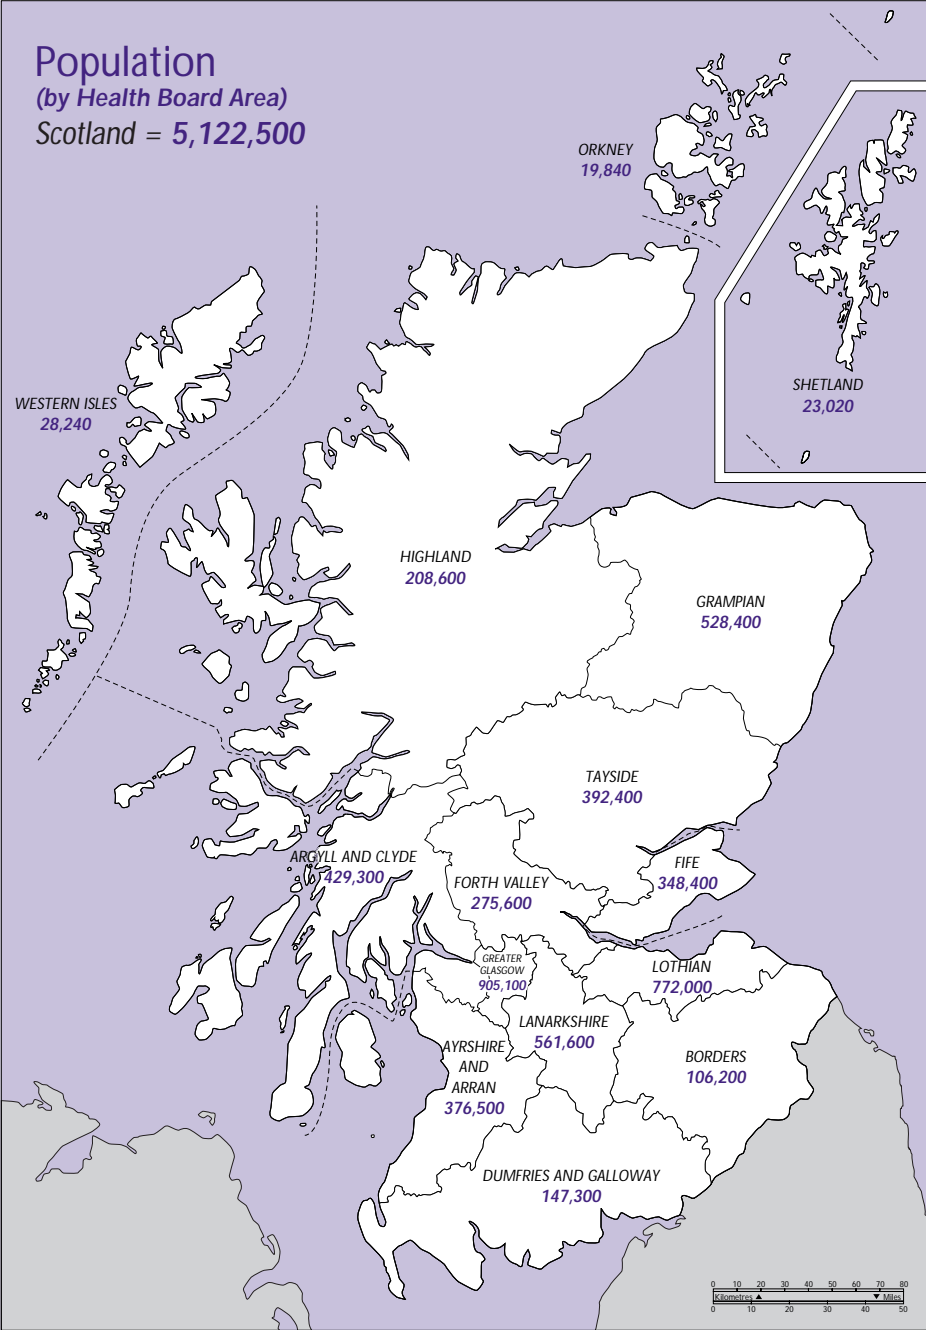 Population
(by Health Board Area)
Scotland = 5,122,500
ORKNEY
19,840
SHETLAND
23,020
WESTERN ISLES
28,240
HIGHLAND
208,600
GRAMPIAN
528,400
TAYSIDE
392,400
ARGYLL AND CLYDE
429,300
FIFE
348,400
FORTH VALLEY
275,600
GREATER
GLASGOW
905,100
LOTHIAN
772,000
LANARKSHIRE
561,600
AYRSHIRE
AND
ARRAN
376,500
BORDERS
106,200
DUMFRIES AND GALLOWAY
147,300
0 10 20 30 40 50 60 70 80
Kilometres Miles
0 10 20 30 40 50